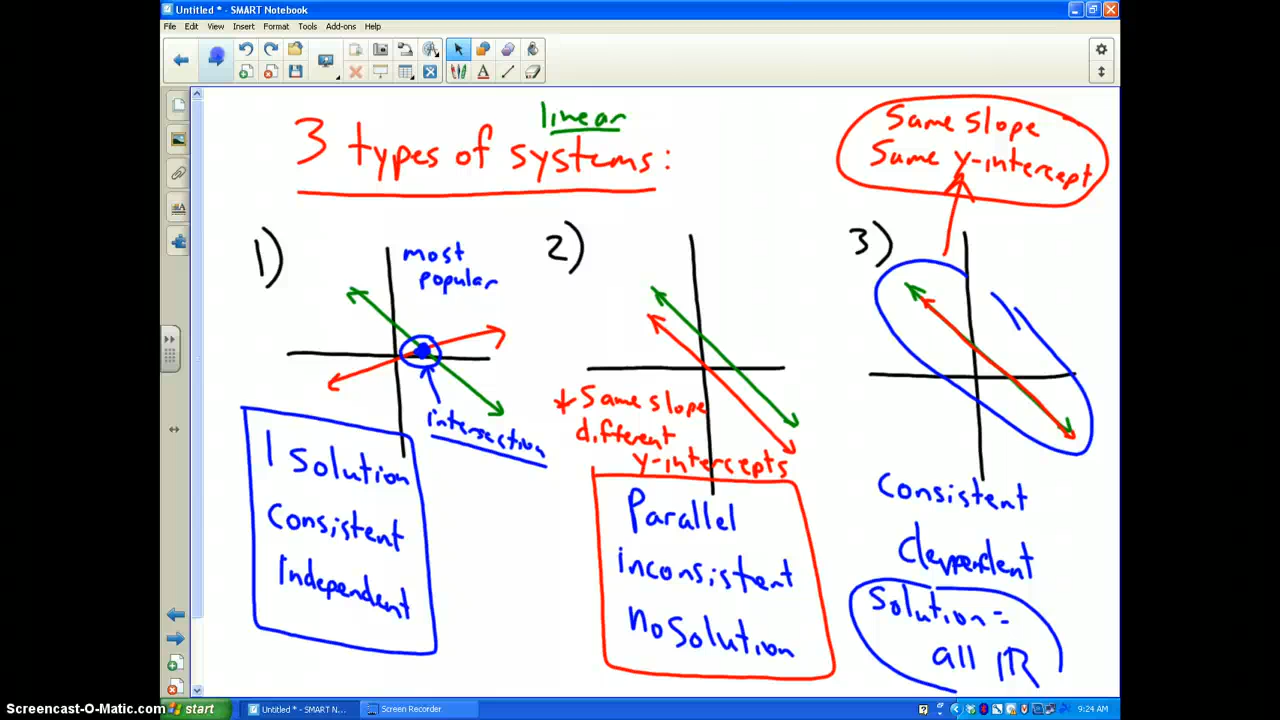 Untitled * - SMART Notebook
File Edit View Insert Format Tools Add-ons Help
linear
3 types of systems:
Same slope
Same y-intercept
1)
most
popular
intersection
1 Solution
Consistent
Independent
2)
* Same slope
different
y-intercepts
Parallel
inconsistent
no Solution
3)
Consistent
dependent
Solution =
all ℝ
Screencast-O-Matic.com
start
Untitled * - SMART N...
Screen Recorder
9:24 AM